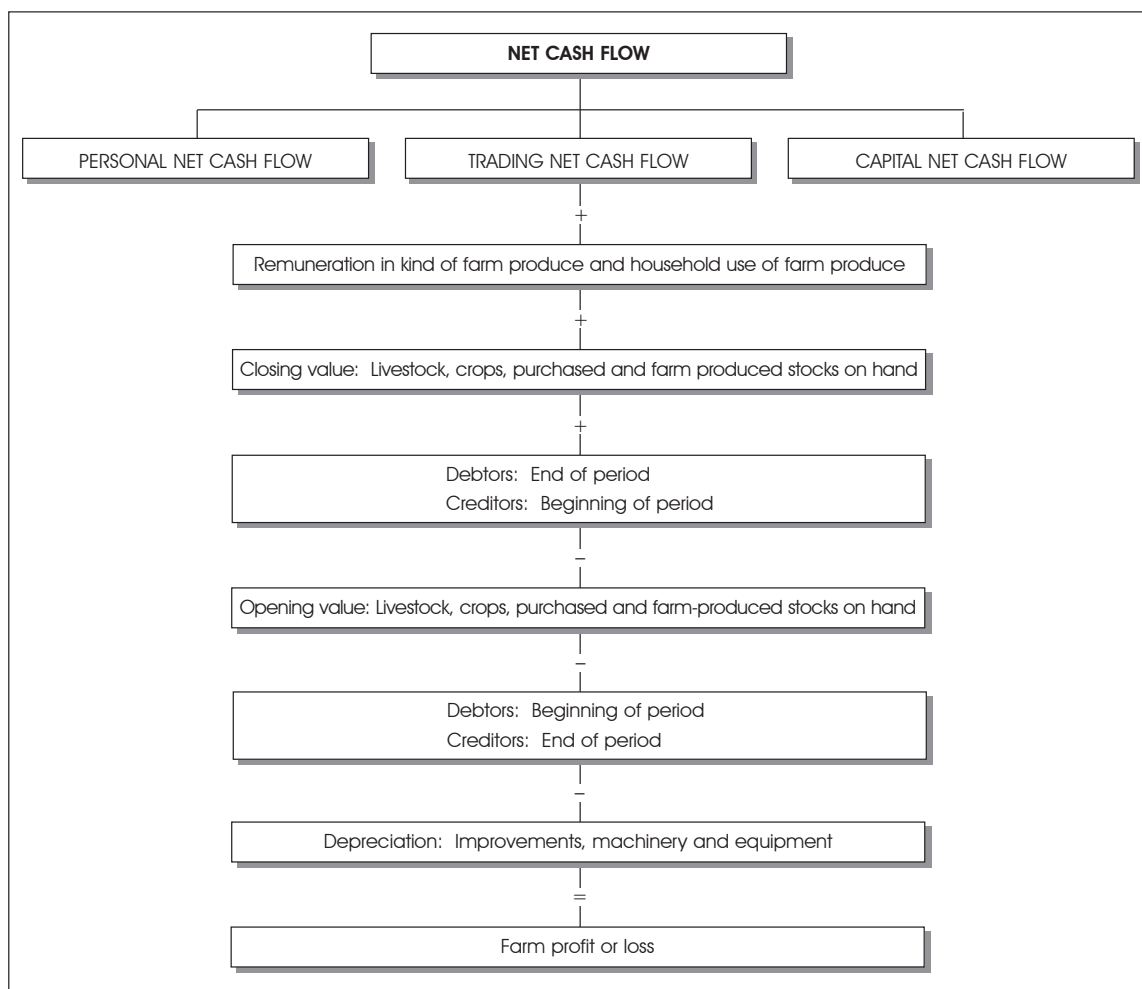 NET CASH FLOW
PERSONAL NET CASH FLOW
TRADING NET CASH FLOW
CAPITAL NET CASH FLOW
+
Remuneration in kind of farm produce and household use of farm produce
+
Closing value: Livestock, crops, purchased and farm produced stocks on hand
+
Debtors: End of period
Creditors: Beginning of period
–
Opening value: Livestock, crops, purchased and farm-produced stocks on hand
–
Debtors: Beginning of period
Creditors: End of period
–
Depreciation: Improvements, machinery and equipment
=
Farm profit or loss